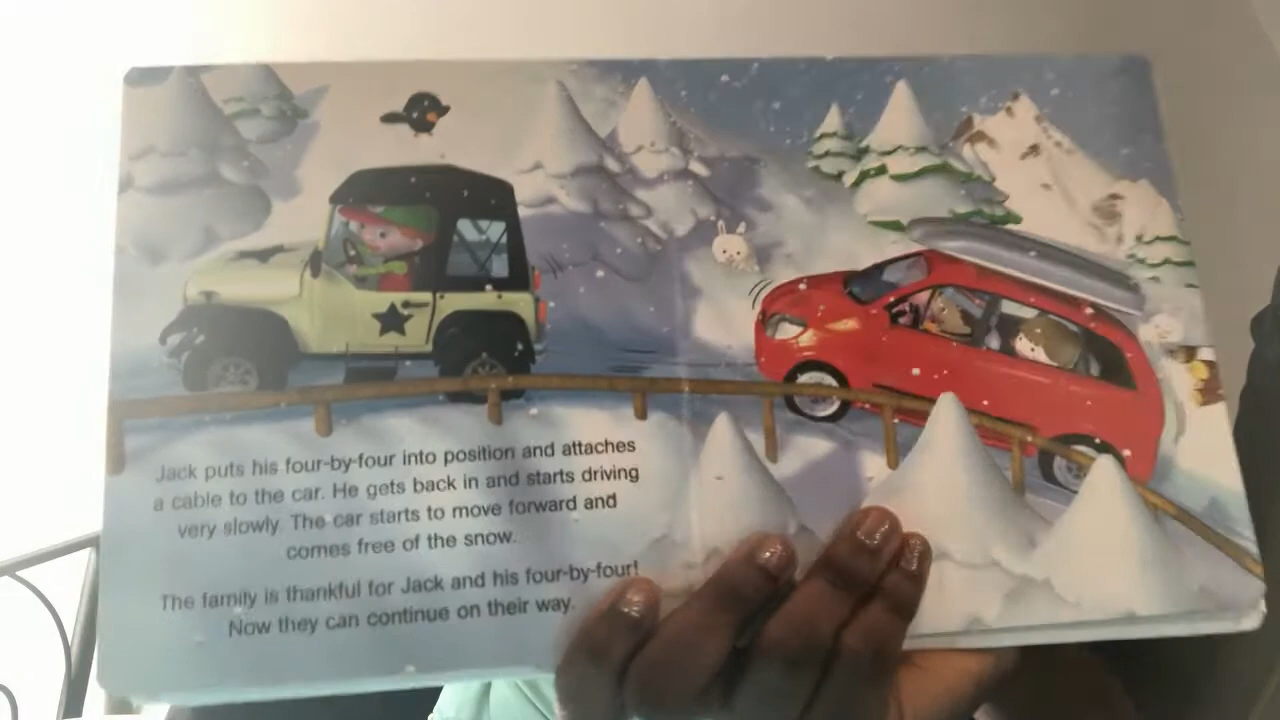 Jack puts his four-by-four into position and attaches
a cable to the car. He gets back in and starts driving
very slowly. The car starts to move forward and
comes free of the snow.
The family is thankful for Jack and his four-by-four!
Now they can continue on their way.